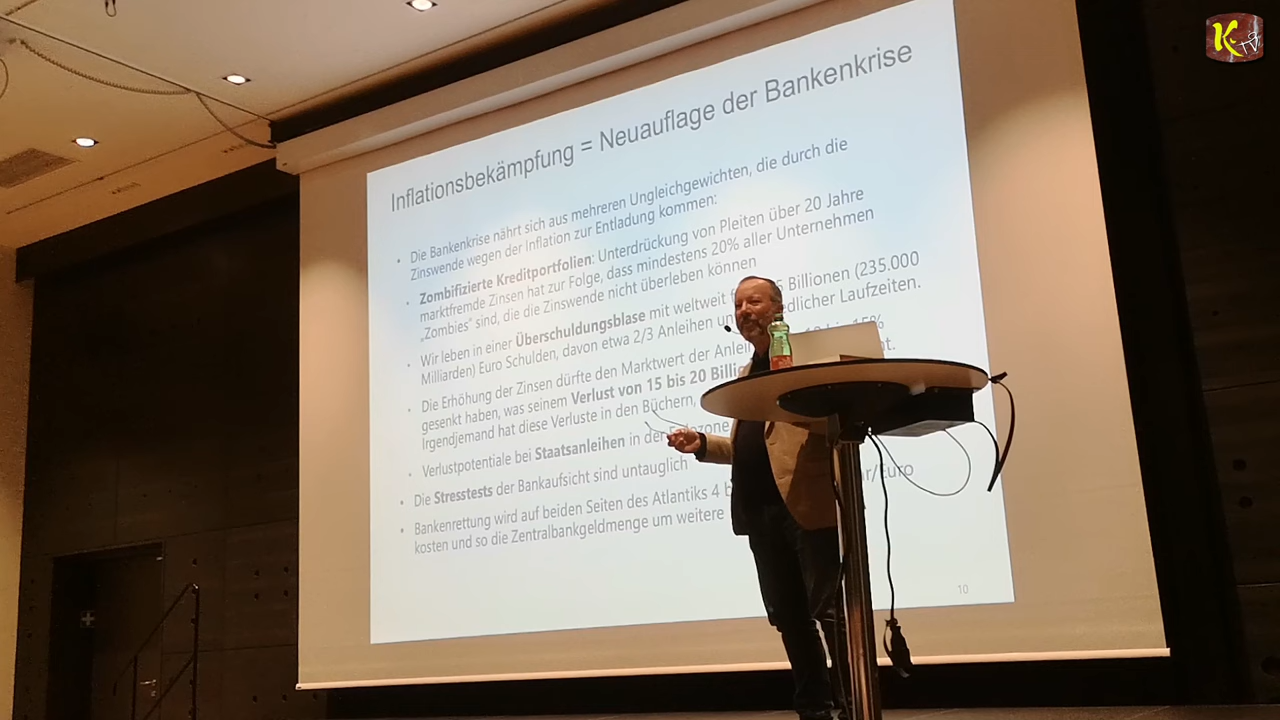 Inflationsbekämpfung = Neuauflage der Bankenkrise
• Die Bankenkrise nährt sich aus mehreren Ungleichgewichten, die durch die
Zinswende wegen der Inflation zur Entladung kommen:
• Zombifizierte Kreditportfolien: Unterdrückung von Pleiten über 20 Jahre
marktfremde Zinsen hat zur Folge, dass mindestens 20% aller Unternehmen
„Zombies" sind, die die Zinswende nicht überleben können
• Wir leben in einer Überschuldungsblase mit weltweit 5 Billionen (235.000
Milliarden) Euro Schulden, davon etwa 2/3 Anleihen edlicher Laufzeiten.
• Die Erhöhung der Zinsen dürfte den Marktwert der 15%
gesenkt haben, was seinem Verlust von 15 bis 20
Irgendjemand hat diese Verluste in den Büchern,
• Verlustpotentiale bei Staatsanleihen in der
• Die Stresstests der Bankaufsicht sind untauglich
• Bankenrettung wird auf beiden Seiten des Atlantiks 4 ar/Euro
kosten und so die Zentralbankgeldmenge um weitere
10
K TV